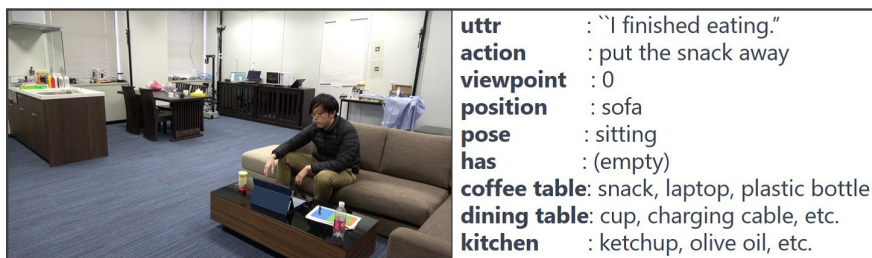 uttr : ``I finished eating.”
action : put the snack away
viewpoint : 0
position : sofa
pose : sitting
has : (empty)
coffee table: snack, laptop, plastic bottle
dining table: cup, charging cable, etc.
kitchen : ketchup, olive oil, etc.